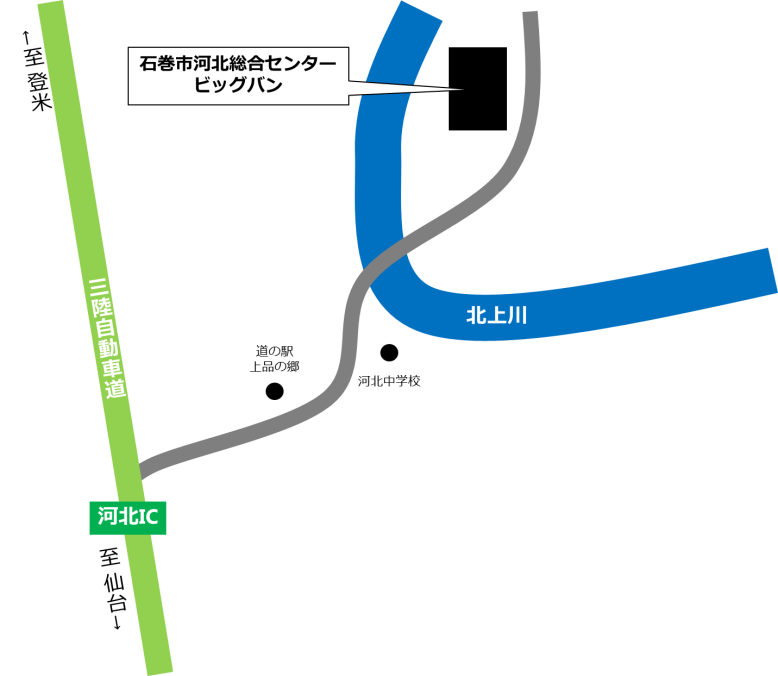 石巻市河北総合センター
ビッグバン
←至 登米
三陸自動車道
北上川
道の駅
上品の郷
河北中学校
河北IC
至 仙台→